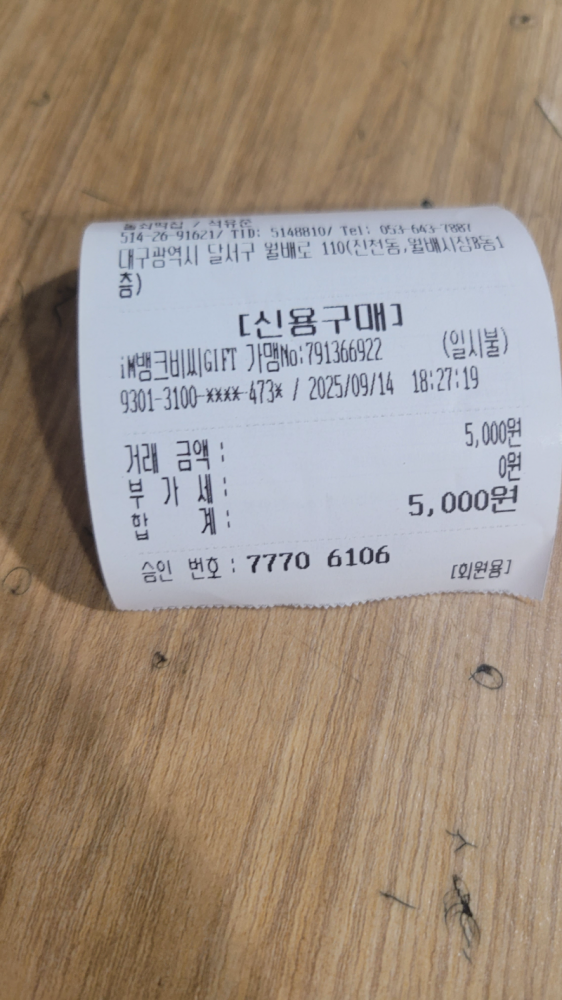 514-26-91621/ TID: 5148810/ Tel: 053-643-7887
대구광역시 달서구 월배로 110(진천동,월배시장B동1
층)
[신용구매]
iM뱅크비씨GIFT 가맹No:791366922 (일시불)
9301-3100-****-473* / 2025/09/14 18:27:19
거래 금액 : 5,000원
부 가 세 : 0원
합 계 : 5,000원
승인 번호 : 7770 6106 [회원용]